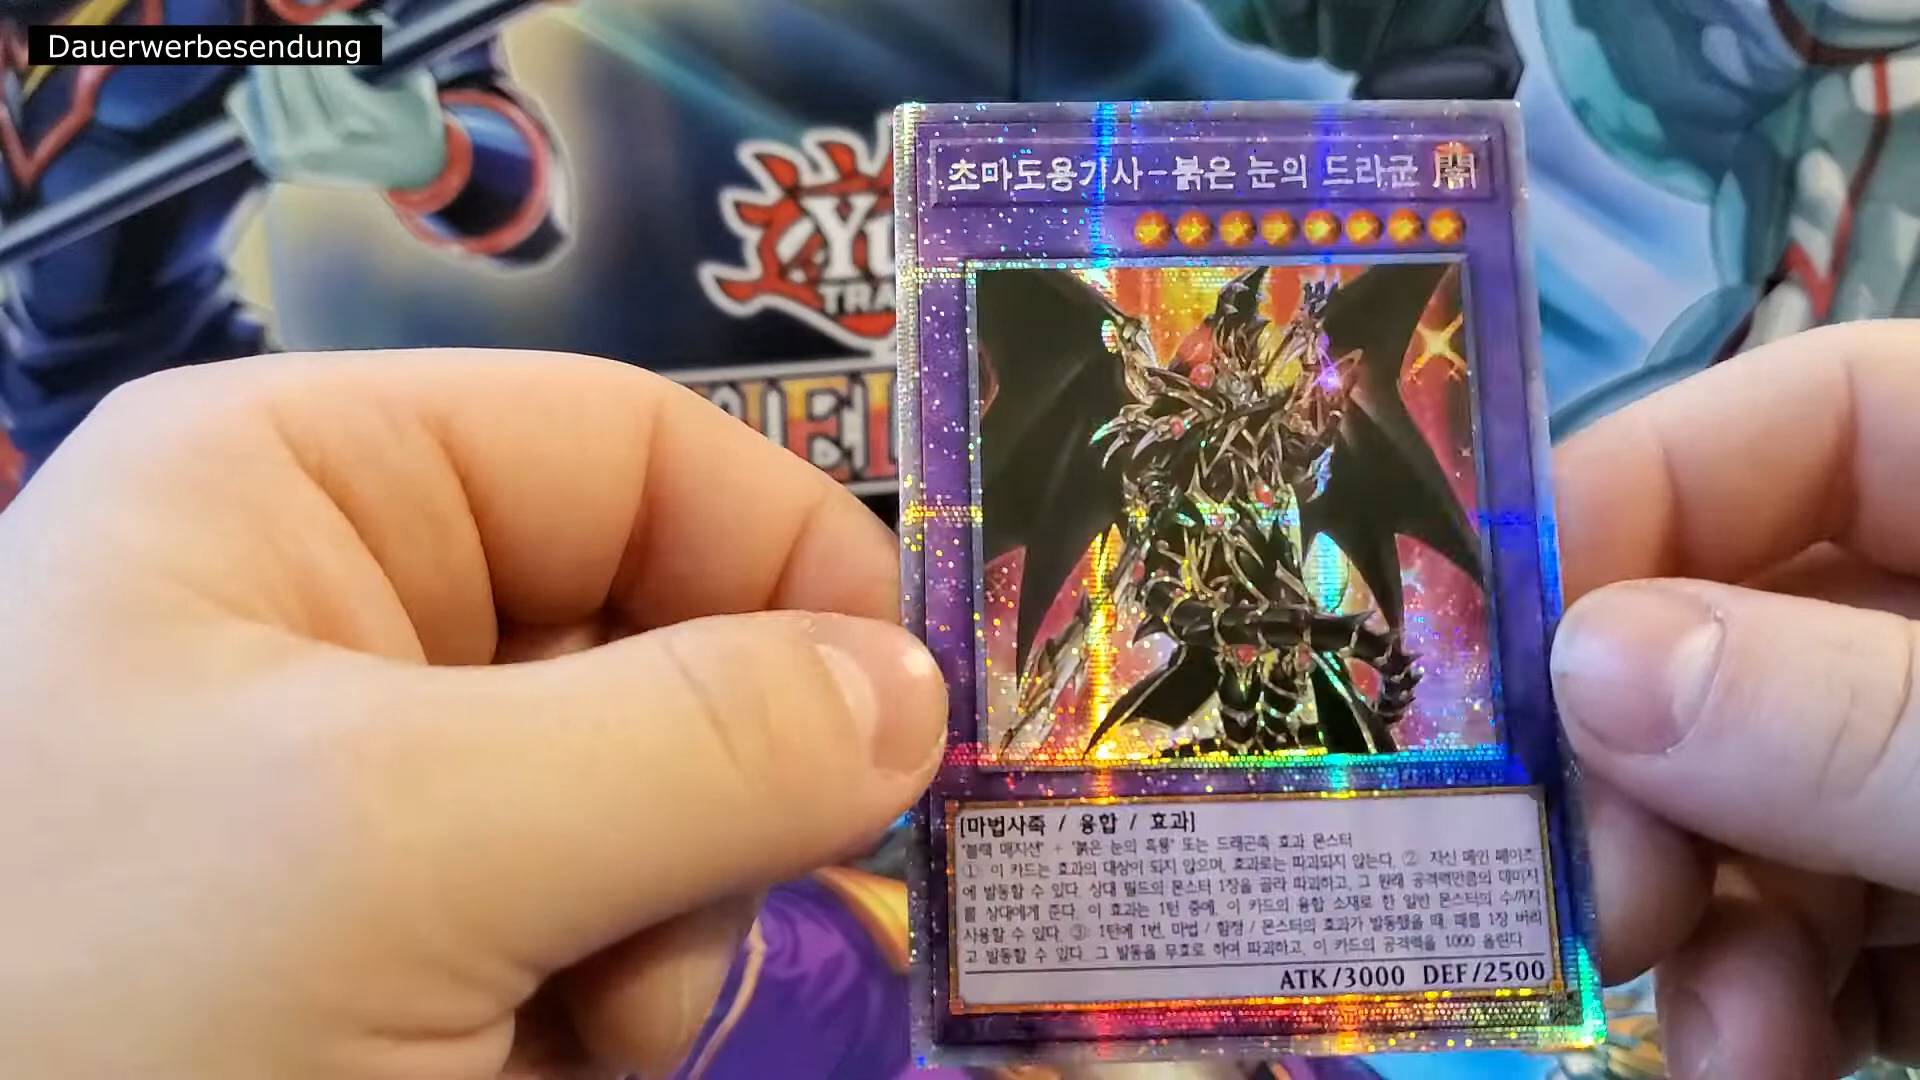 Dauerwerbesendung
초마도용기사-붉은 눈의 드라군 闇
Yu
TRA
[마법사족 / 융합 / 효과]
"블랙 매지션" + "붉은 눈의 흑룡" 또는 드래곤족 효과 몬스터
①: 이 카드는 효과의 대상이 되지 않으며, 효과로는 파괴되지 않는다. ②: 자신 메인 페이즈
에 발동할 수 있다. 상대 필드의 몬스터 1장을 골라 파괴하고, 그 원래 공격력만큼의 데미지
를 상대에게 준다. 이 효과는 1턴 중에, 이 카드의 융합 소재로 한 일반 몬스터의 수까지
사용할 수 있다. ③: 1턴에 1번, 마법 / 함정 / 몬스터의 효과가 발동했을 때, 패를 1장 버리
고 발동할 수 있다. 그 발동을 무효로 하여 파괴하고, 이 카드의 공격력을 1000 올린다.
ATK/3000 DEF/2500